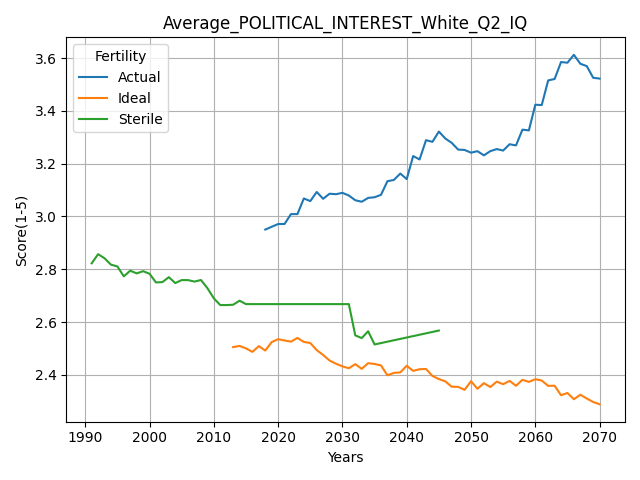 Average_POLITICAL_INTEREST_White_Q2_IQ
Fertility
Actual
Ideal
Sterile
Score(1-5)
3.6
3.4
3.2
3.0
2.8
2.6
2.4
1990 2000 2010 2020 2030 2040 2050 2060 2070
Years